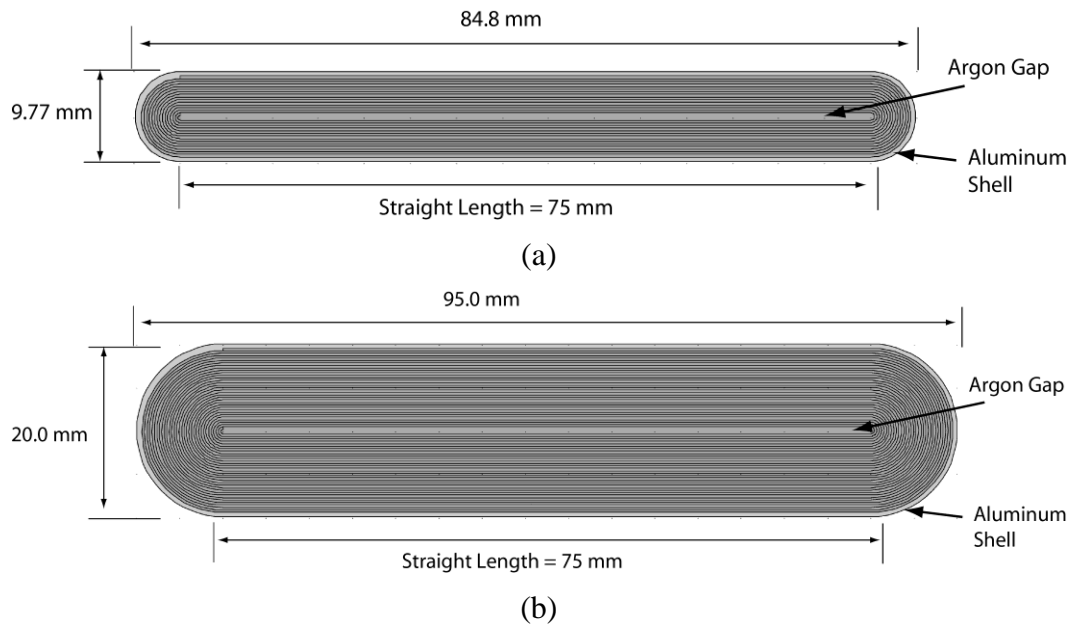 84.8 mm
Argon Gap
9.77 mm
Aluminum
Shell
Straight Length = 75 mm
(a)
95.0 mm
Argon Gap
20.0 mm
Aluminum
Shell
Straight Length = 75 mm
(b)